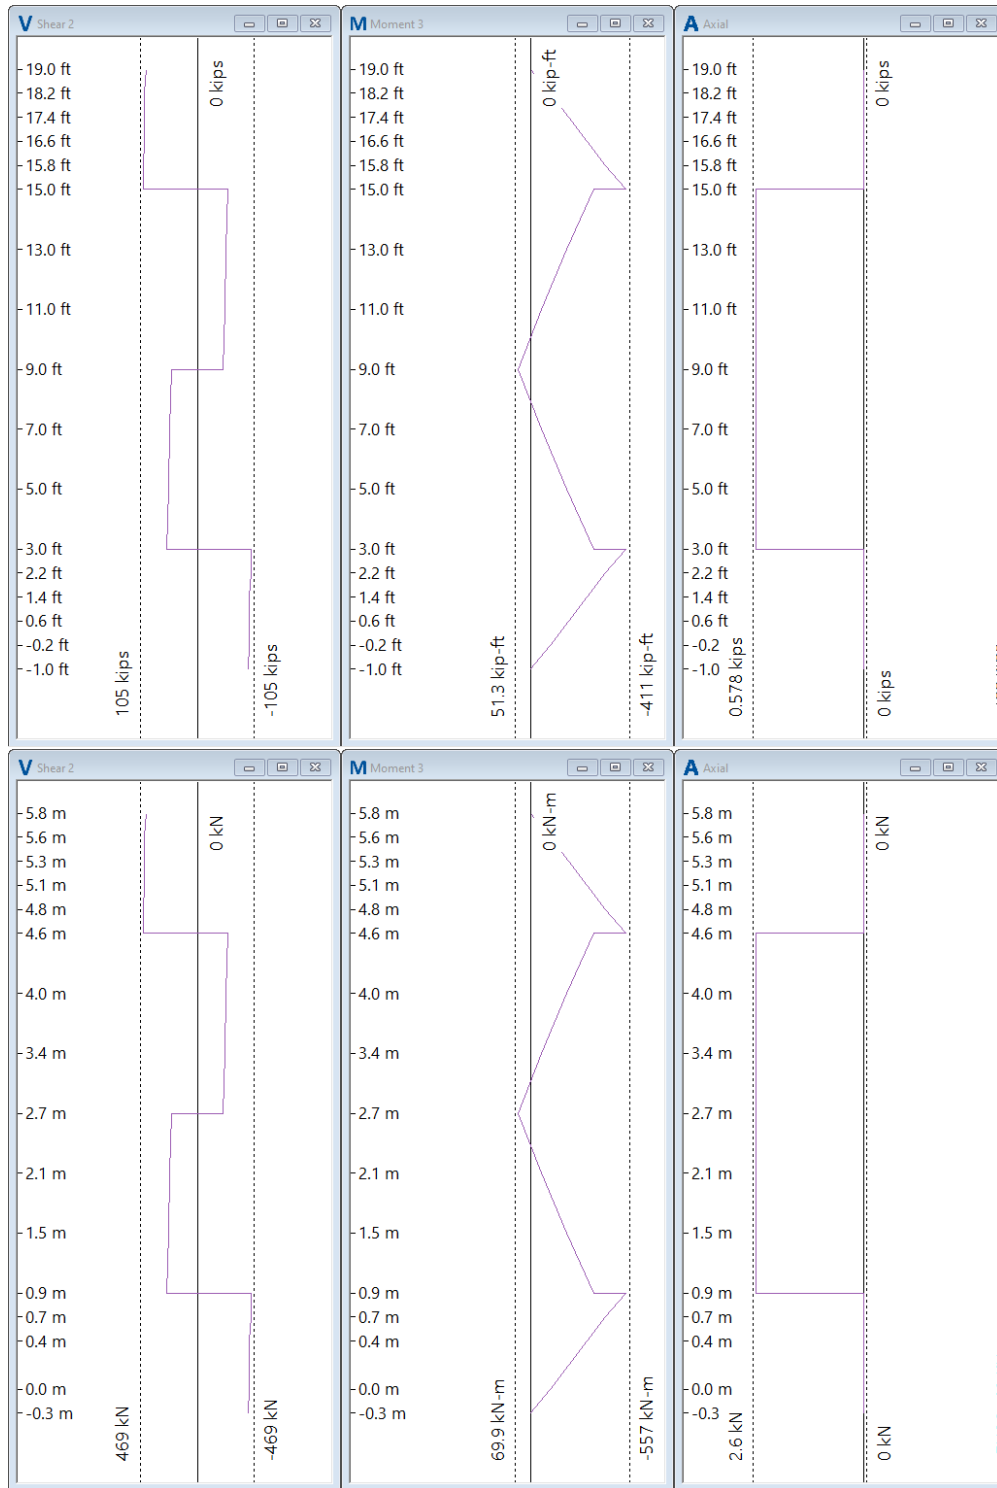 V Shear 2
19.0 ft
18.2 ft
17.4 ft
16.6 ft
15.8 ft
15.0 ft
13.0 ft
11.0 ft
9.0 ft
7.0 ft
5.0 ft
3.0 ft
2.2 ft
1.4 ft
0.6 ft
-0.2 ft
-1.0 ft
0 kips
105 kips
-105 kips
M Moment 3
19.0 ft
18.2 ft
17.4 ft
16.6 ft
15.8 ft
15.0 ft
13.0 ft
11.0 ft
9.0 ft
7.0 ft
5.0 ft
3.0 ft
2.2 ft
1.4 ft
0.6 ft
-0.2 ft
-1.0 ft
0 kip-ft
51.3 kip-ft
-411 kip-ft
A Axial
19.0 ft
18.2 ft
17.4 ft
16.6 ft
15.8 ft
15.0 ft
13.0 ft
11.0 ft
9.0 ft
7.0 ft
5.0 ft
3.0 ft
2.2 ft
1.4 ft
0.6 ft
-0.2
-1.0
0 kips
0.578 kips
0 kips
V Shear 2
5.8 m
5.6 m
5.3 m
5.1 m
4.8 m
4.6 m
4.0 m
3.4 m
2.7 m
2.1 m
1.5 m
0.9 m
0.7 m
0.4 m
0.0 m
-0.3 m
0 kN
469 kN
-469 kN
M Moment 3
5.8 m
5.6 m
5.3 m
5.1 m
4.8 m
4.6 m
4.0 m
3.4 m
2.7 m
2.1 m
1.5 m
0.9 m
0.7 m
0.4 m
0.0 m
-0.3 m
0 kN-m
69.9 kN-m
-557 kN-m
A Axial
5.8 m
5.6 m
5.3 m
5.1 m
4.8 m
4.6 m
4.0 m
3.4 m
2.7 m
2.1 m
1.5 m
0.9 m
0.7 m
0.4 m
0.0 m
-0.3
0 kN
2.6 kN
0 kN